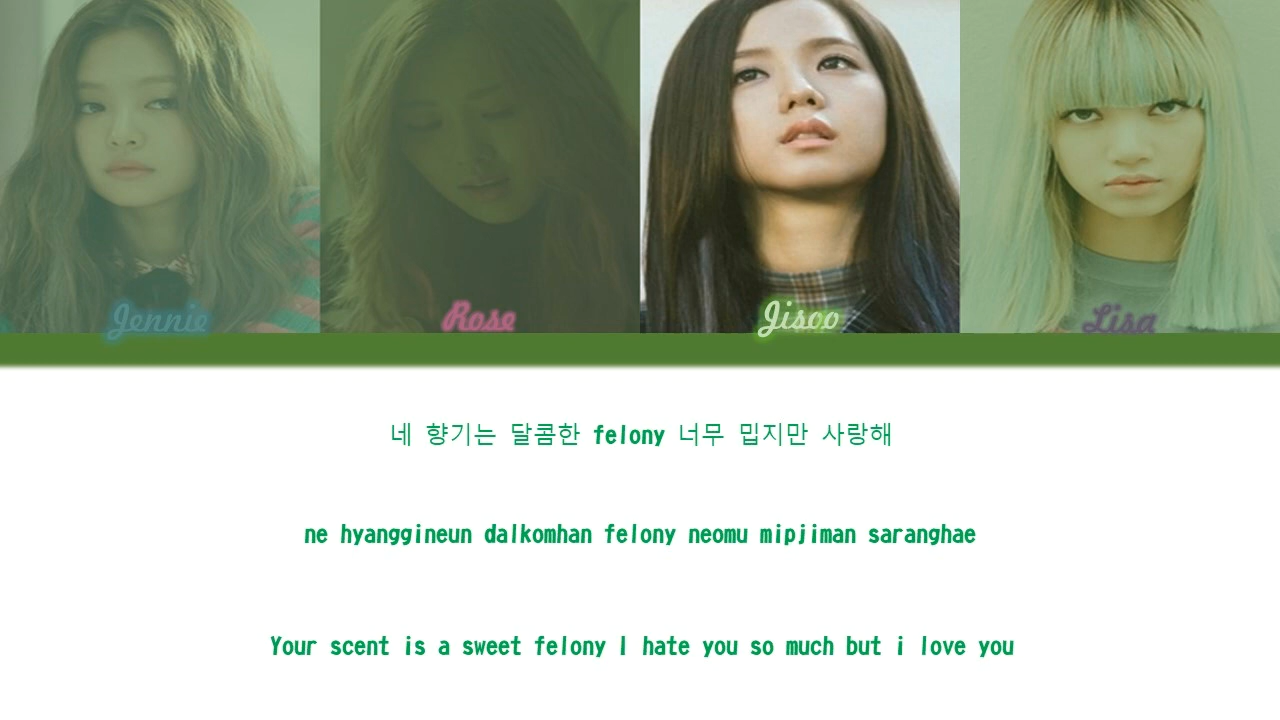 Jennie
Rose
Jisoo
Lisa
네 향기는 달콤한 felony 너무 밉지만 사랑해
ne hyanggineun dalkomhan felony neomu mipjiman saranghae
Your scent is a sweet felony I hate you so much but i love you